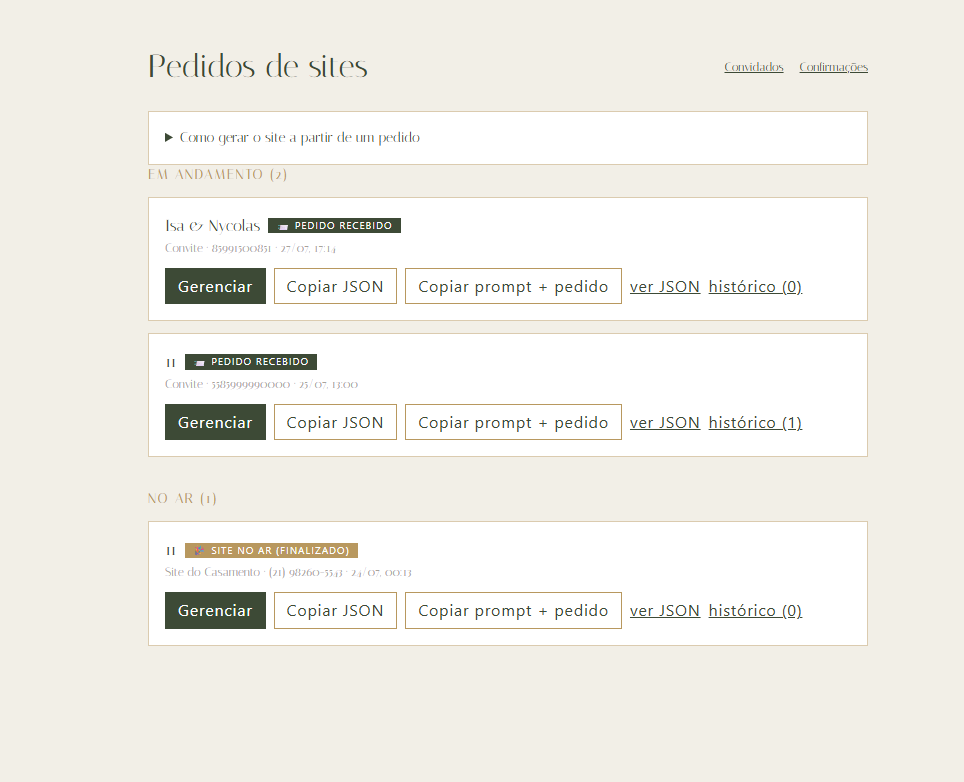 Pedidos de sites
Convidados Confirmações
▶ Como gerar o site a partir de um pedido
EM ANDAMENTO (2)
Isa & Nycolas PEDIDO RECEBIDO
Convite · 85991500851 · 27/07, 17:14
Gerenciar Copiar JSON Copiar prompt + pedido ver JSON histórico (0)
II PEDIDO RECEBIDO
Convite · 5585999990000 · 25/07, 13:00
Gerenciar Copiar JSON Copiar prompt + pedido ver JSON histórico (1)
NO AR (1)
II SITE NO AR (FINALIZADO)
Site do Casamento · (21) 98260-5543 · 24/07, 00:13
Gerenciar Copiar JSON Copiar prompt + pedido ver JSON histórico (0)